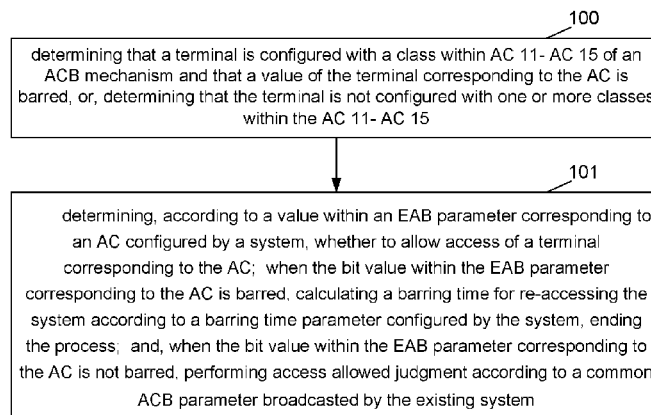 100
determining that a terminal is configured with a class within AC 11- AC 15 of an
ACB mechanism and that a value of the terminal corresponding to the AC is
barred, or, determining that the terminal is not configured with one or more classes
within the AC 11- AC 15
101
determining, according to a value within an EAB parameter corresponding to
an AC configured by a system, whether to allow access of a terminal
corresponding to the AC; when the bit value within the EAB parameter
corresponding to the AC is barred, calculating a barring time for re-accessing the
system according to a barring time parameter configured by the system, ending
the process; and, when the bit value within the EAB parameter corresponding to
the AC is not barred, performing access allowed judgment according to a common
ACB parameter broadcasted by the existing system